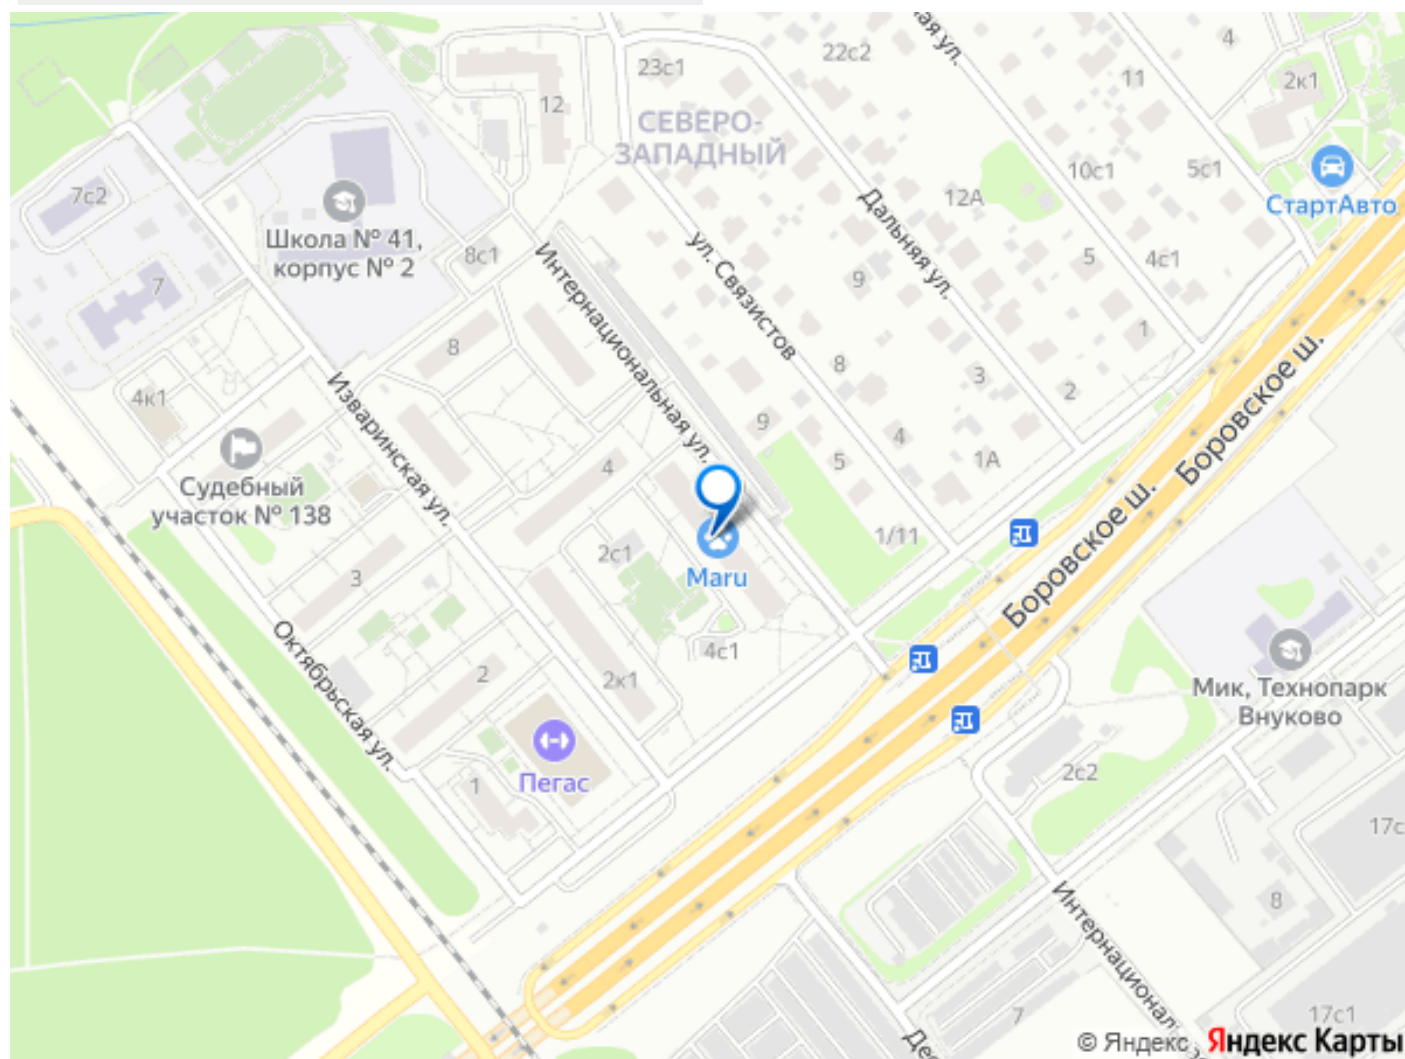 22с2
4
23с1
11
2к1
12
СЕВЕРО-
ЗАПАДНЫЙ
10с1
5с1
7с2
12А
СтартАвто
Школа № 41,
корпус № 2
8с1
Дальняя ул.
ул. Связистов
5
4с1
7
9
Интернациональная ул.
8
1
8
3
2
4к1
Изваринская ул.
Боровское ш.
9
4
5
1А
4
Судебный
участок № 138
Боровское ш.
1/11
2с1
3
Maru
Октябрьская ул.
4с1
2
2к1
Мик, Технопарк
Внуково
Пегас
1
2с2
17с
8
Интернационал
7
17с1
© Яндекс
Яндекс Карты